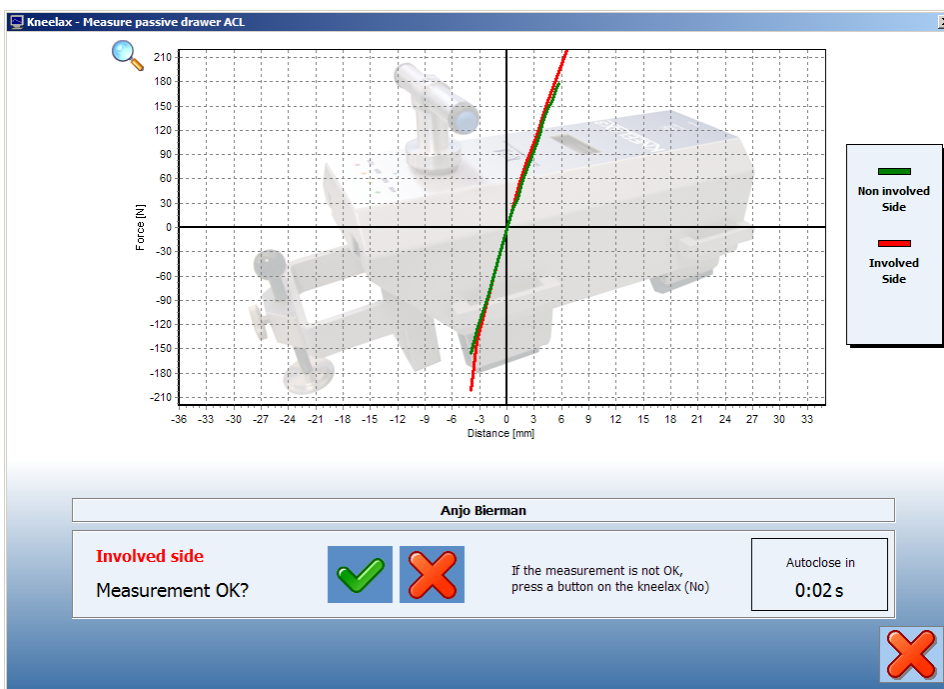 Kneelax - Measure passive drawer ACL
210
180
150
120
90
60
30
0
-30
-60
-90
-120
-150
-180
-210
Force [N]
-36 -33 -30 -27 -24 -21 -18 -15 -12 -9 -6 -3 0 3 6 9 12 15 18 21 24 27 30 33
Distance [mm]
Non involved
Side
Involved
Side
Anjo Bierman
Involved side
Measurement OK?
If the measurement is not OK,
press a button on the kneelax (No)
Autoclose in
0:02 s